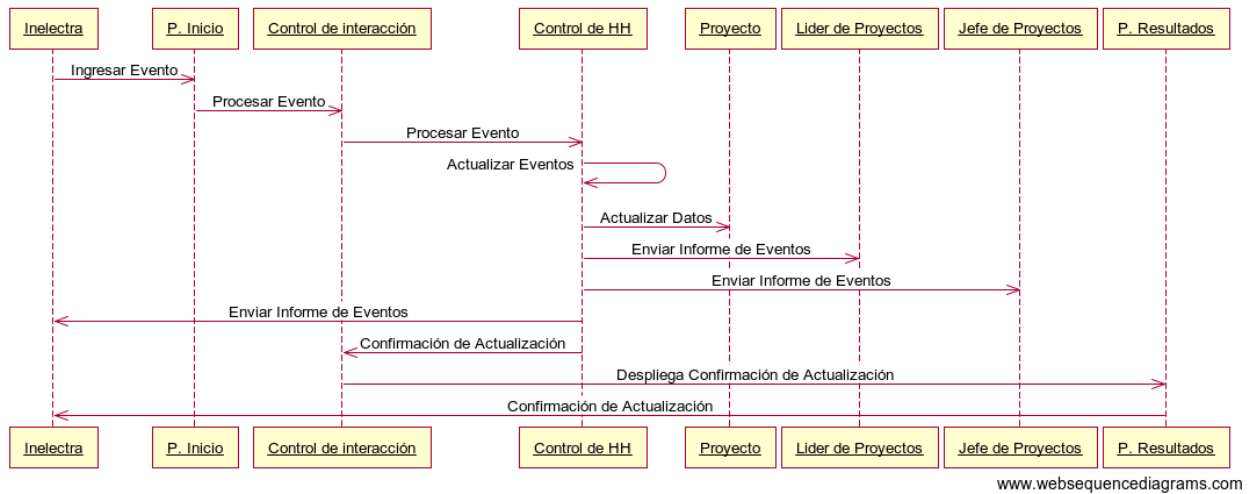 Inelectra P. Inicio Control de interacción Control de HH Proyecto Lider de Proyectos Jefe de Proyectos P. Resultados
Ingresar Evento
Procesar Evento
Procesar Evento
Actualizar Eventos
Actualizar Datos
Enviar Informe de Eventos
Enviar Informe de Eventos
Enviar Informe de Eventos
Confirmación de Actualización
Despliega Confirmación de Actualización
Confirmación de Actualización
Inelectra P. Inicio Control de interacción Control de HH Proyecto Lider de Proyectos Jefe de Proyectos P. Resultados
www.websequencediagrams.com